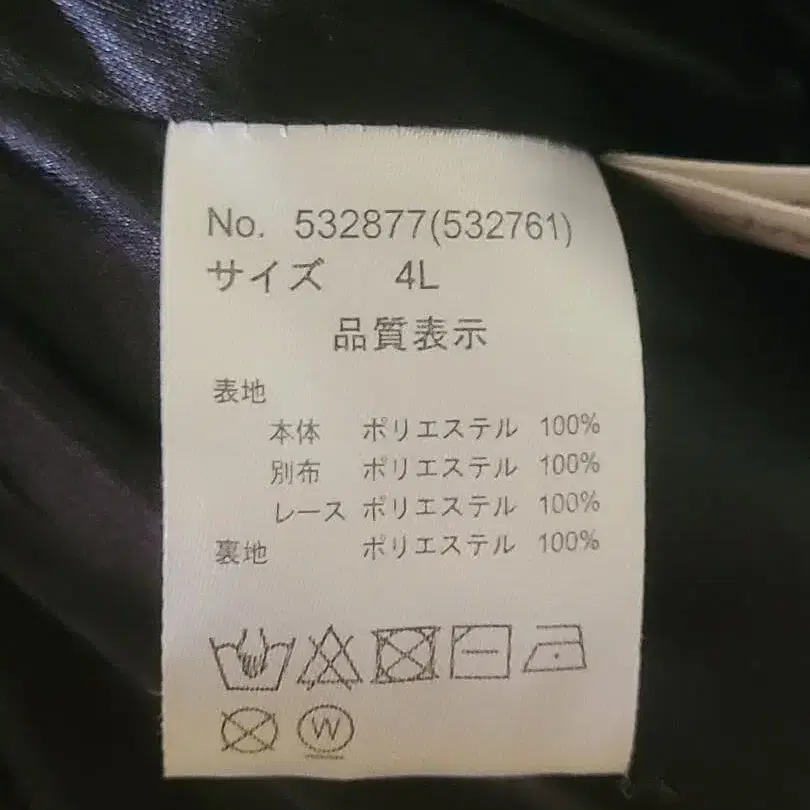 No. 532877(532761)
サイズ 4L
品質表示
表地
本体 ポリエステル 100%
別布 ポリエステル 100%
レース ポリエステル 100%
裏地 ポリエステル 100%
W